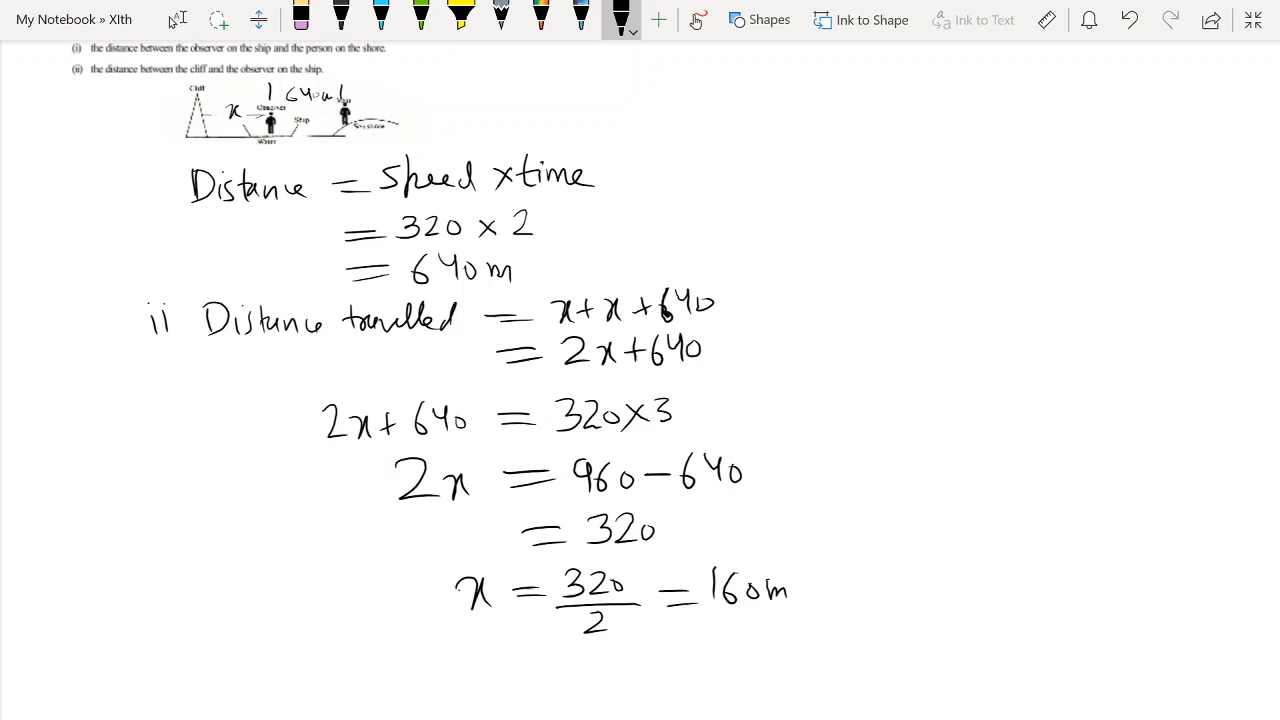 My Notebook » XIth
Shapes
Ink to Shape
Ink to Text
(i) the distance between the observer on the ship and the person on the shore.
(ii) the distance between the cliff and the observer on the ship.
Cliff
x
640m
Observer
Ship
Water
Distance = Speed × time
= 320 × 2
= 640 m
ii Distance travelled = x + x + 640
= 2x + 640
2x + 640 = 320 × 3
2x = 960 - 640
= 320
x = 320/2 = 160m